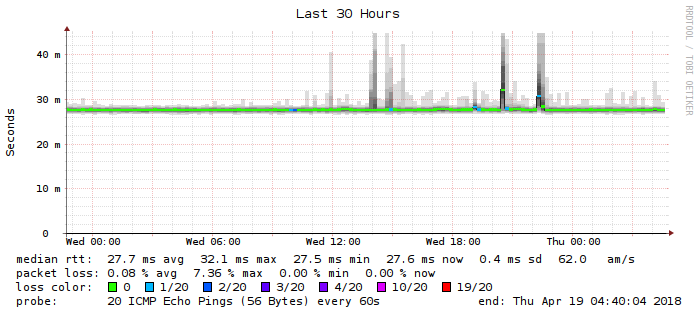 Last 30 Hours
RRDTOOL / TOBI OETIKER
Seconds
40 m
30 m
20 m
10 m
0
Wed 00:00 Wed 06:00 Wed 12:00 Wed 18:00 Thu 00:00
median rtt: 27.7 ms avg 32.1 ms max 27.5 ms min 27.6 ms now 0.4 ms sd 62.0 am/s
packet loss: 0.08 % avg 7.36 % max 0.00 % min 0.00 % now
loss color: 0 1/20 2/20 3/20 4/20 10/20 19/20
probe: 20 ICMP Echo Pings (56 Bytes) every 60s end: Thu Apr 19 04:40:04 2018